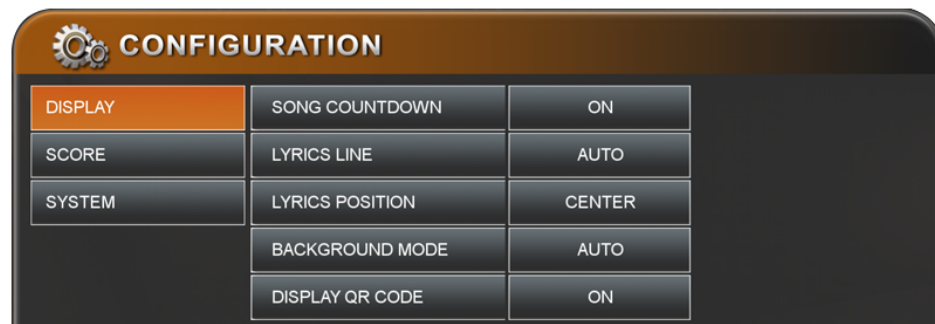 CONFIGURATION
DISPLAY SONG COUNTDOWN ON
SCORE LYRICS LINE AUTO
SYSTEM LYRICS POSITION CENTER
BACKGROUND MODE AUTO
DISPLAY QR CODE ON